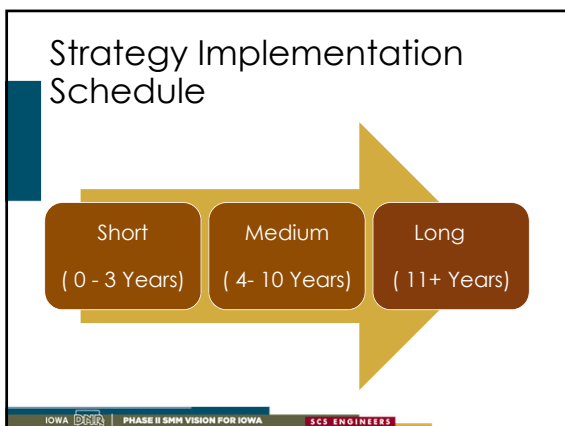 Strategy Implementation
Schedule
Short
( 0 - 3 Years)
Medium
( 4- 10 Years)
Long
( 11+ Years)
IOWA DNR | PHASE II SMM VISION FOR IOWA SCS ENGINEERS